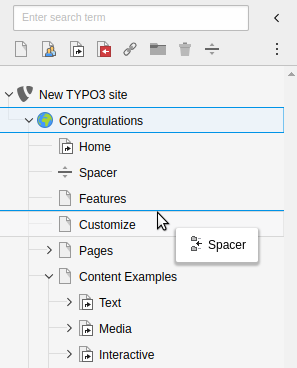 Enter search term
New TYPO3 site
Congratulations
Home
Spacer
Features
Customize
Spacer
Pages
Content Examples
Text
Media
Interactive